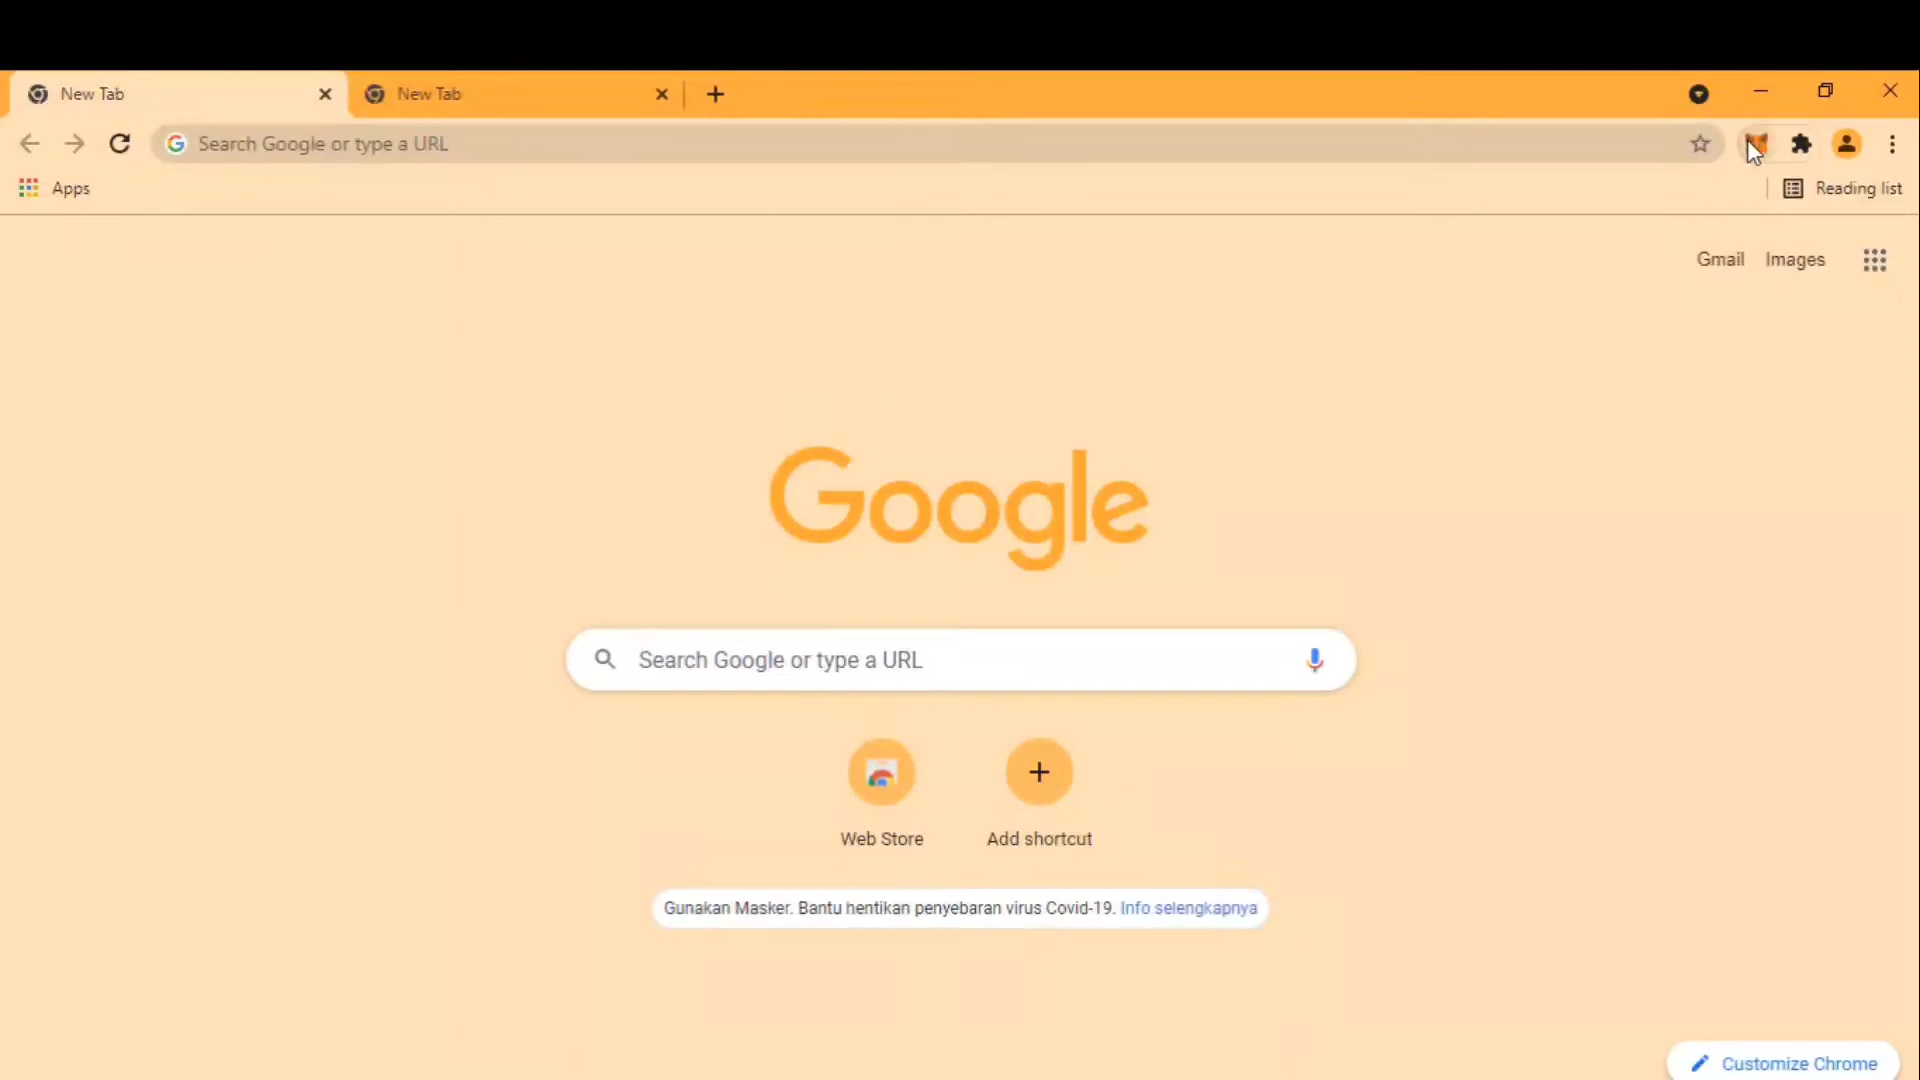 New Tab
New Tab
Search Google or type a URL
Apps
Reading list
Gmail Images
Google
Search Google or type a URL
Web Store
Add shortcut
Gunakan Masker. Bantu hentikan penyebaran virus Covid-19. Info selengkapnya
Customize Chrome